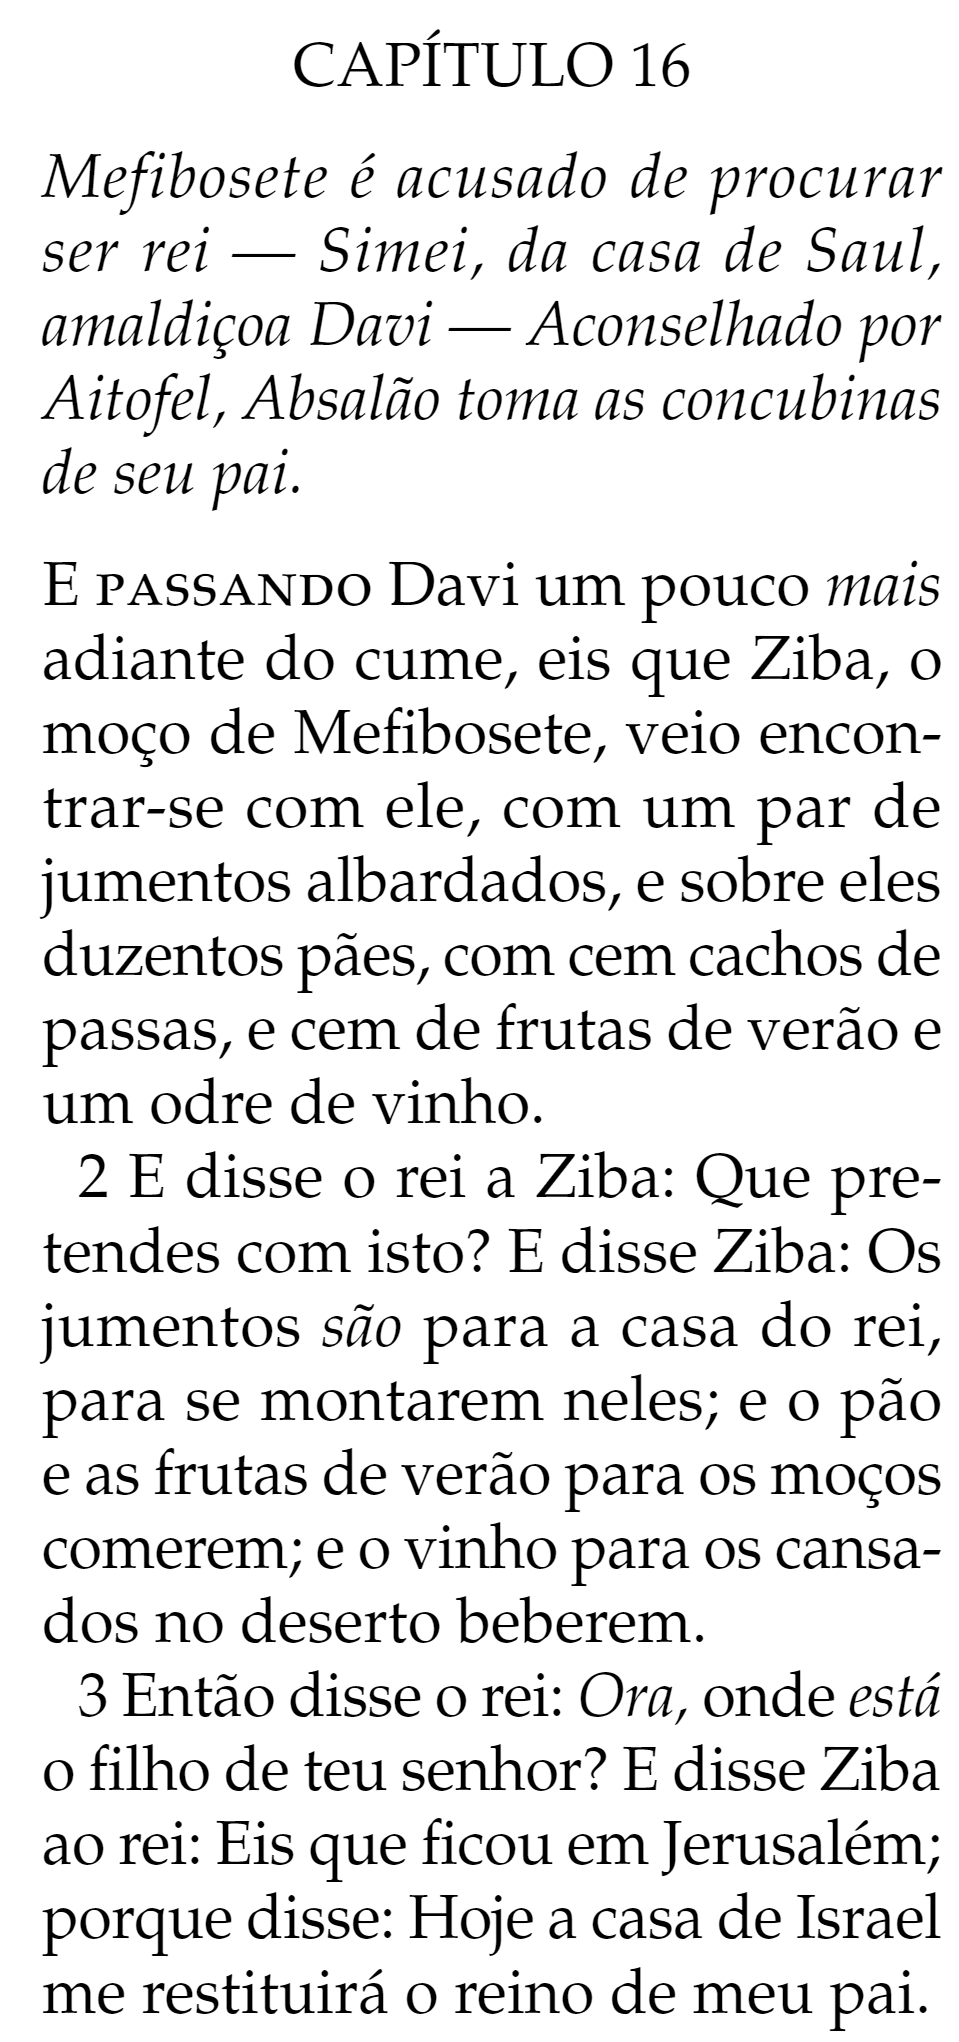 CAPÍTULO 16
Mefibosete é acusado de procurar
ser rei — Simei, da casa de Saul,
amaldiçoa Davi — Aconselhado por
Aitofel, Absalão toma as concubinas
de seu pai.
E PASSANDO Davi um pouco mais
adiante do cume, eis que Ziba, o
moço de Mefibosete, veio encon-
trar-se com ele, com um par de
jumentos albardados, e sobre eles
duzentos pães, com cem cachos de
passas, e cem de frutas de verão e
um odre de vinho.
2 E disse o rei a Ziba: Que pre-
tendes com isto? E disse Ziba: Os
jumentos são para a casa do rei,
para se montarem neles; e o pão
e as frutas de verão para os moços
comerem; e o vinho para os cansa-
dos no deserto beberem.
3 Então disse o rei: Ora, onde está
o filho de teu senhor? E disse Ziba
ao rei: Eis que ficou em Jerusalém;
porque disse: Hoje a casa de Israel
me restituirá o reino de meu pai.